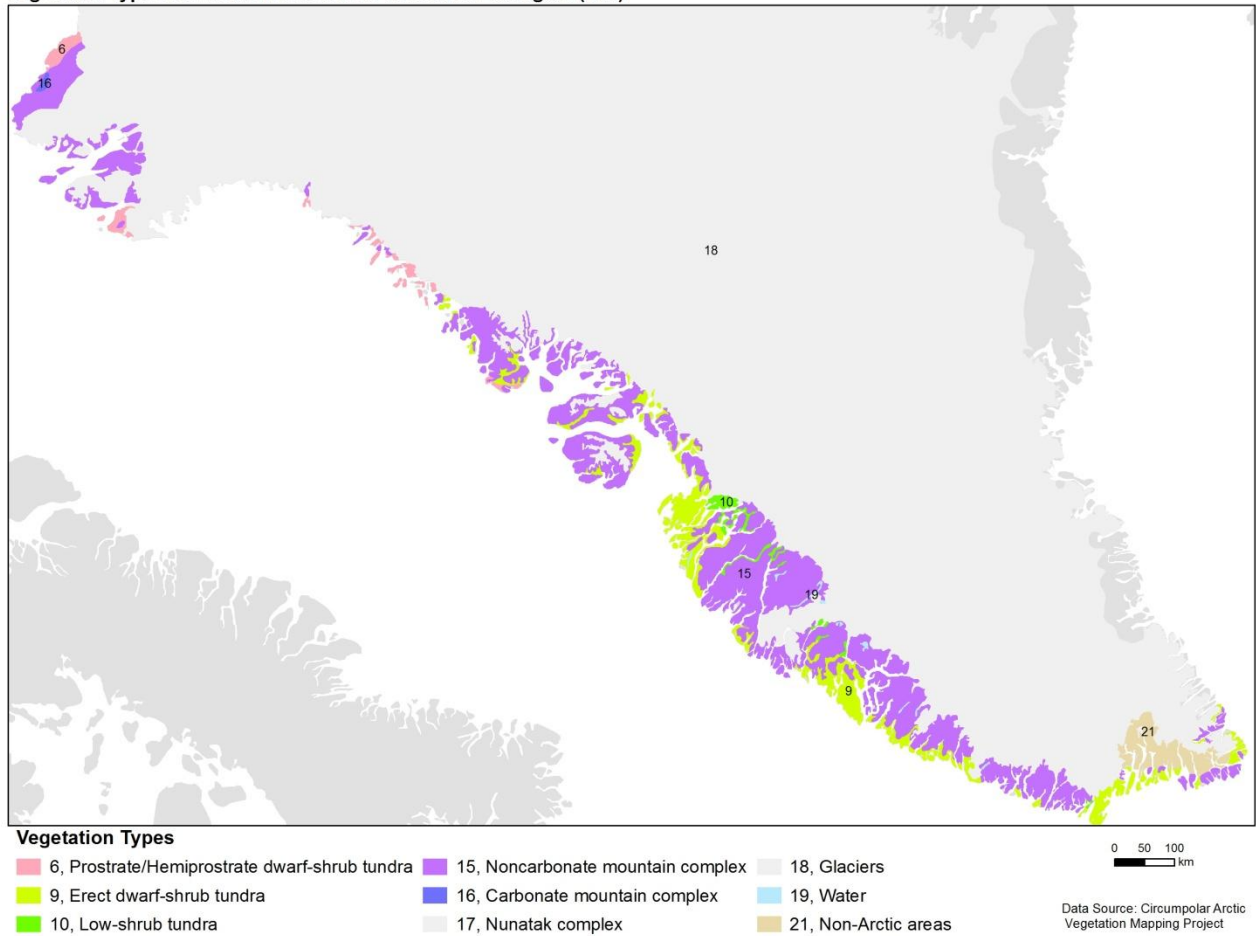 6
16
18
10
15
19
9
21
Vegetation Types
6, Prostrate/Hemiprostrate dwarf-shrub tundra
9, Erect dwarf-shrub tundra
10, Low-shrub tundra
15, Noncarbonate mountain complex
16, Carbonate mountain complex
17, Nunatak complex
18, Glaciers
19, Water
21, Non-Arctic areas
0 50 100
km
Data Source: Circumpolar Arctic
Vegetation Mapping Project